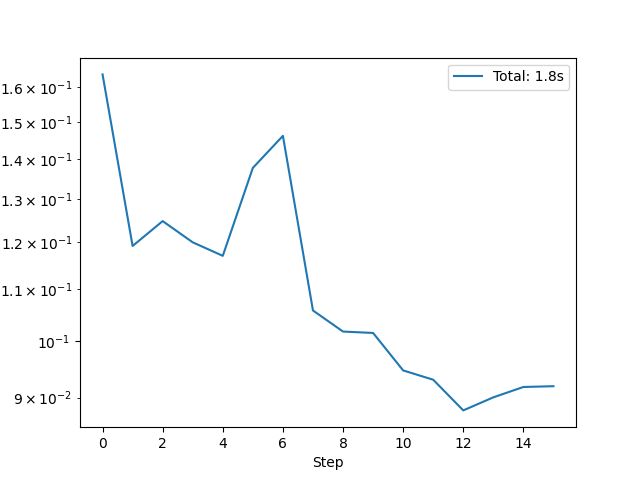 Total: 1.8s
1.6 × 10⁻¹
1.5 × 10⁻¹
1.4 × 10⁻¹
1.3 × 10⁻¹
1.2 × 10⁻¹
1.1 × 10⁻¹
10⁻¹
9 × 10⁻²
0 2 4 6 8 10 12 14
Step